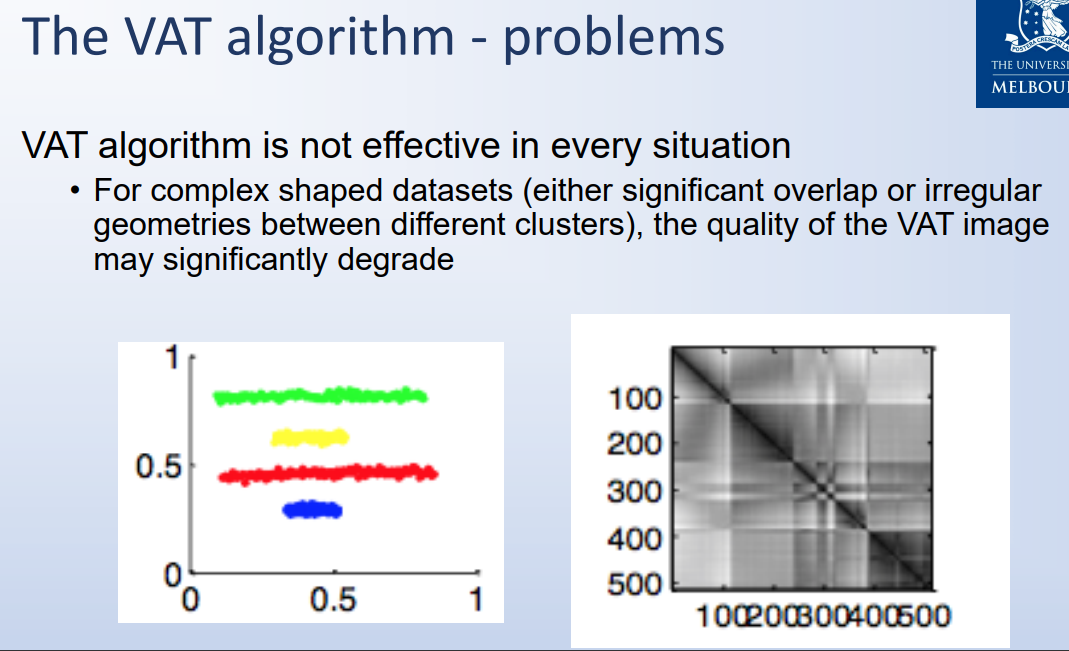 The VAT algorithm - problems
THE UNIVERSI
MELBOU
VAT algorithm is not effective in every situation
• For complex shaped datasets (either significant overlap or irregular
geometries between different clusters), the quality of the VAT image
may significantly degrade
1
0.5
0
0
0.5
1
100
200
300
400
500
100200300400500